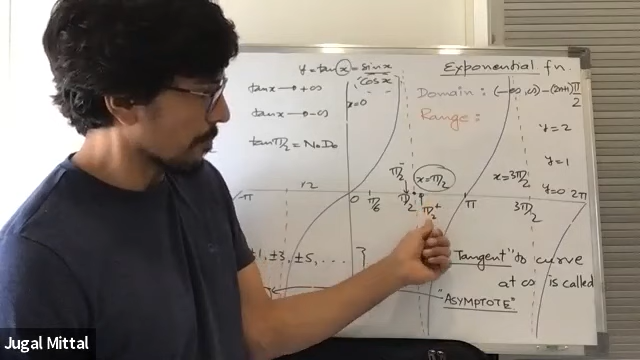 y = tan x = sin x
cos x
Exponential fn.
tan x → +∞
x=0
Domain: (-∞, ∞) - (2n+1) π/2
tan x → -∞
Range:
tan π/2 = N.D.
y = 2
y = 1
y = 0
π/2⁻
x = π/2
x = 3π/2
-π
0
π/6
π/2
π/2⁺
π
3π/2
2π
±1, ±3, ±5, ... }
"Tangent" to curve
at ∞ is called
"ASYMPTOTE"
Jugal Mittal